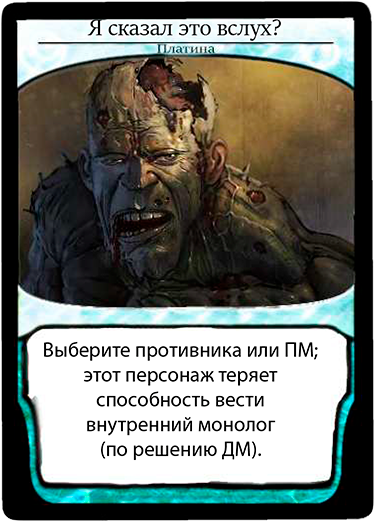 Я сказал это вслух?
Платина
Выберите противника или ПМ;
этот персонаж теряет
способность вести
внутренний монолог
(по решению ДМ).